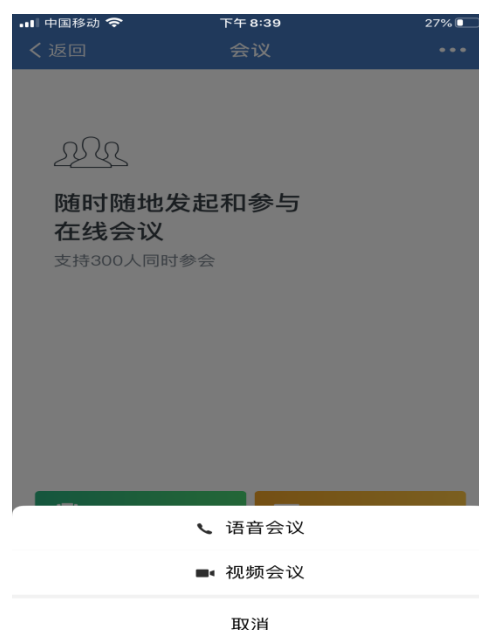 中国移动 下午8:39 27%
返回 会议
随时随地发起和参与
在线会议
支持300人同时参会
语音会议
视频会议
取消